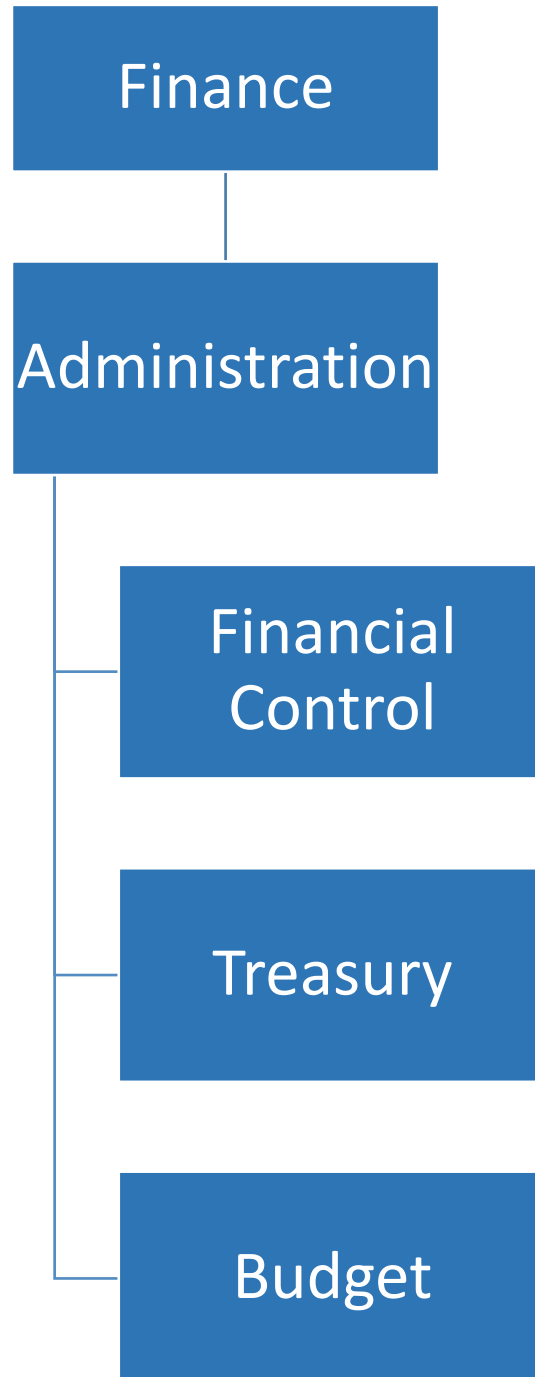 Finance
Administration
Financial
Control
Treasury
Budget